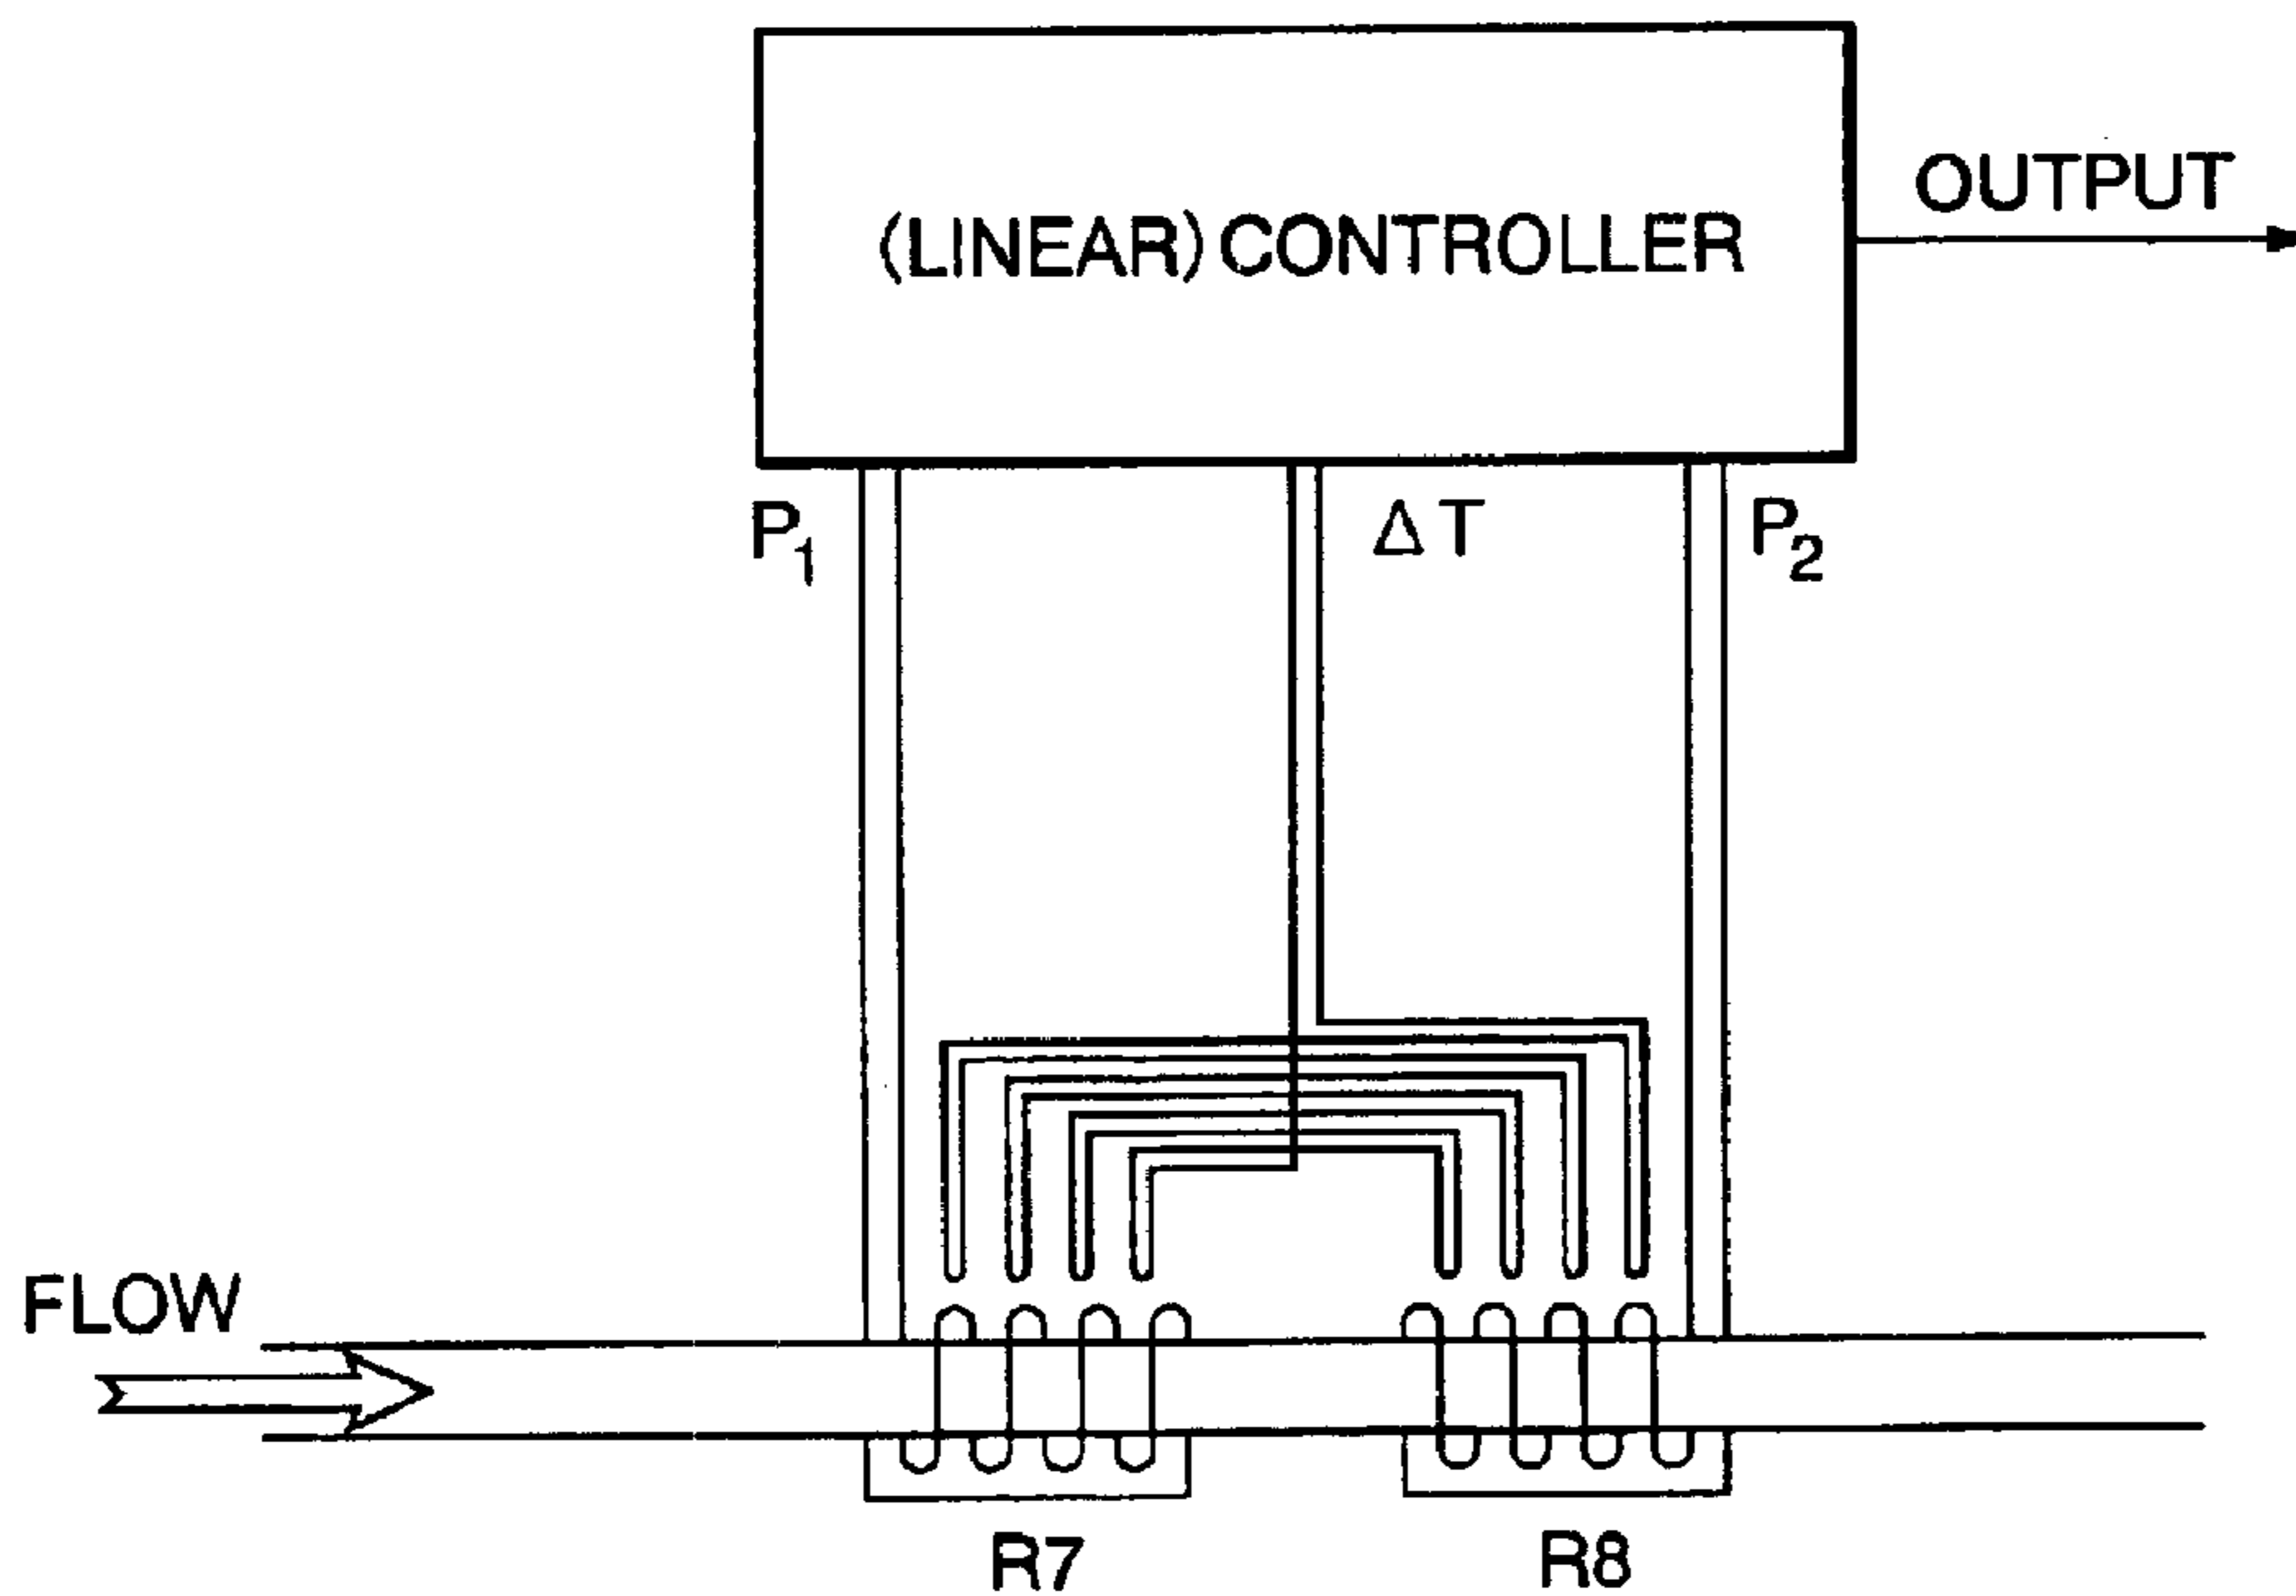 (LINEAR) CONTROLLER
OUTPUT
P1
ΔT
P2
FLOW
R7
R8